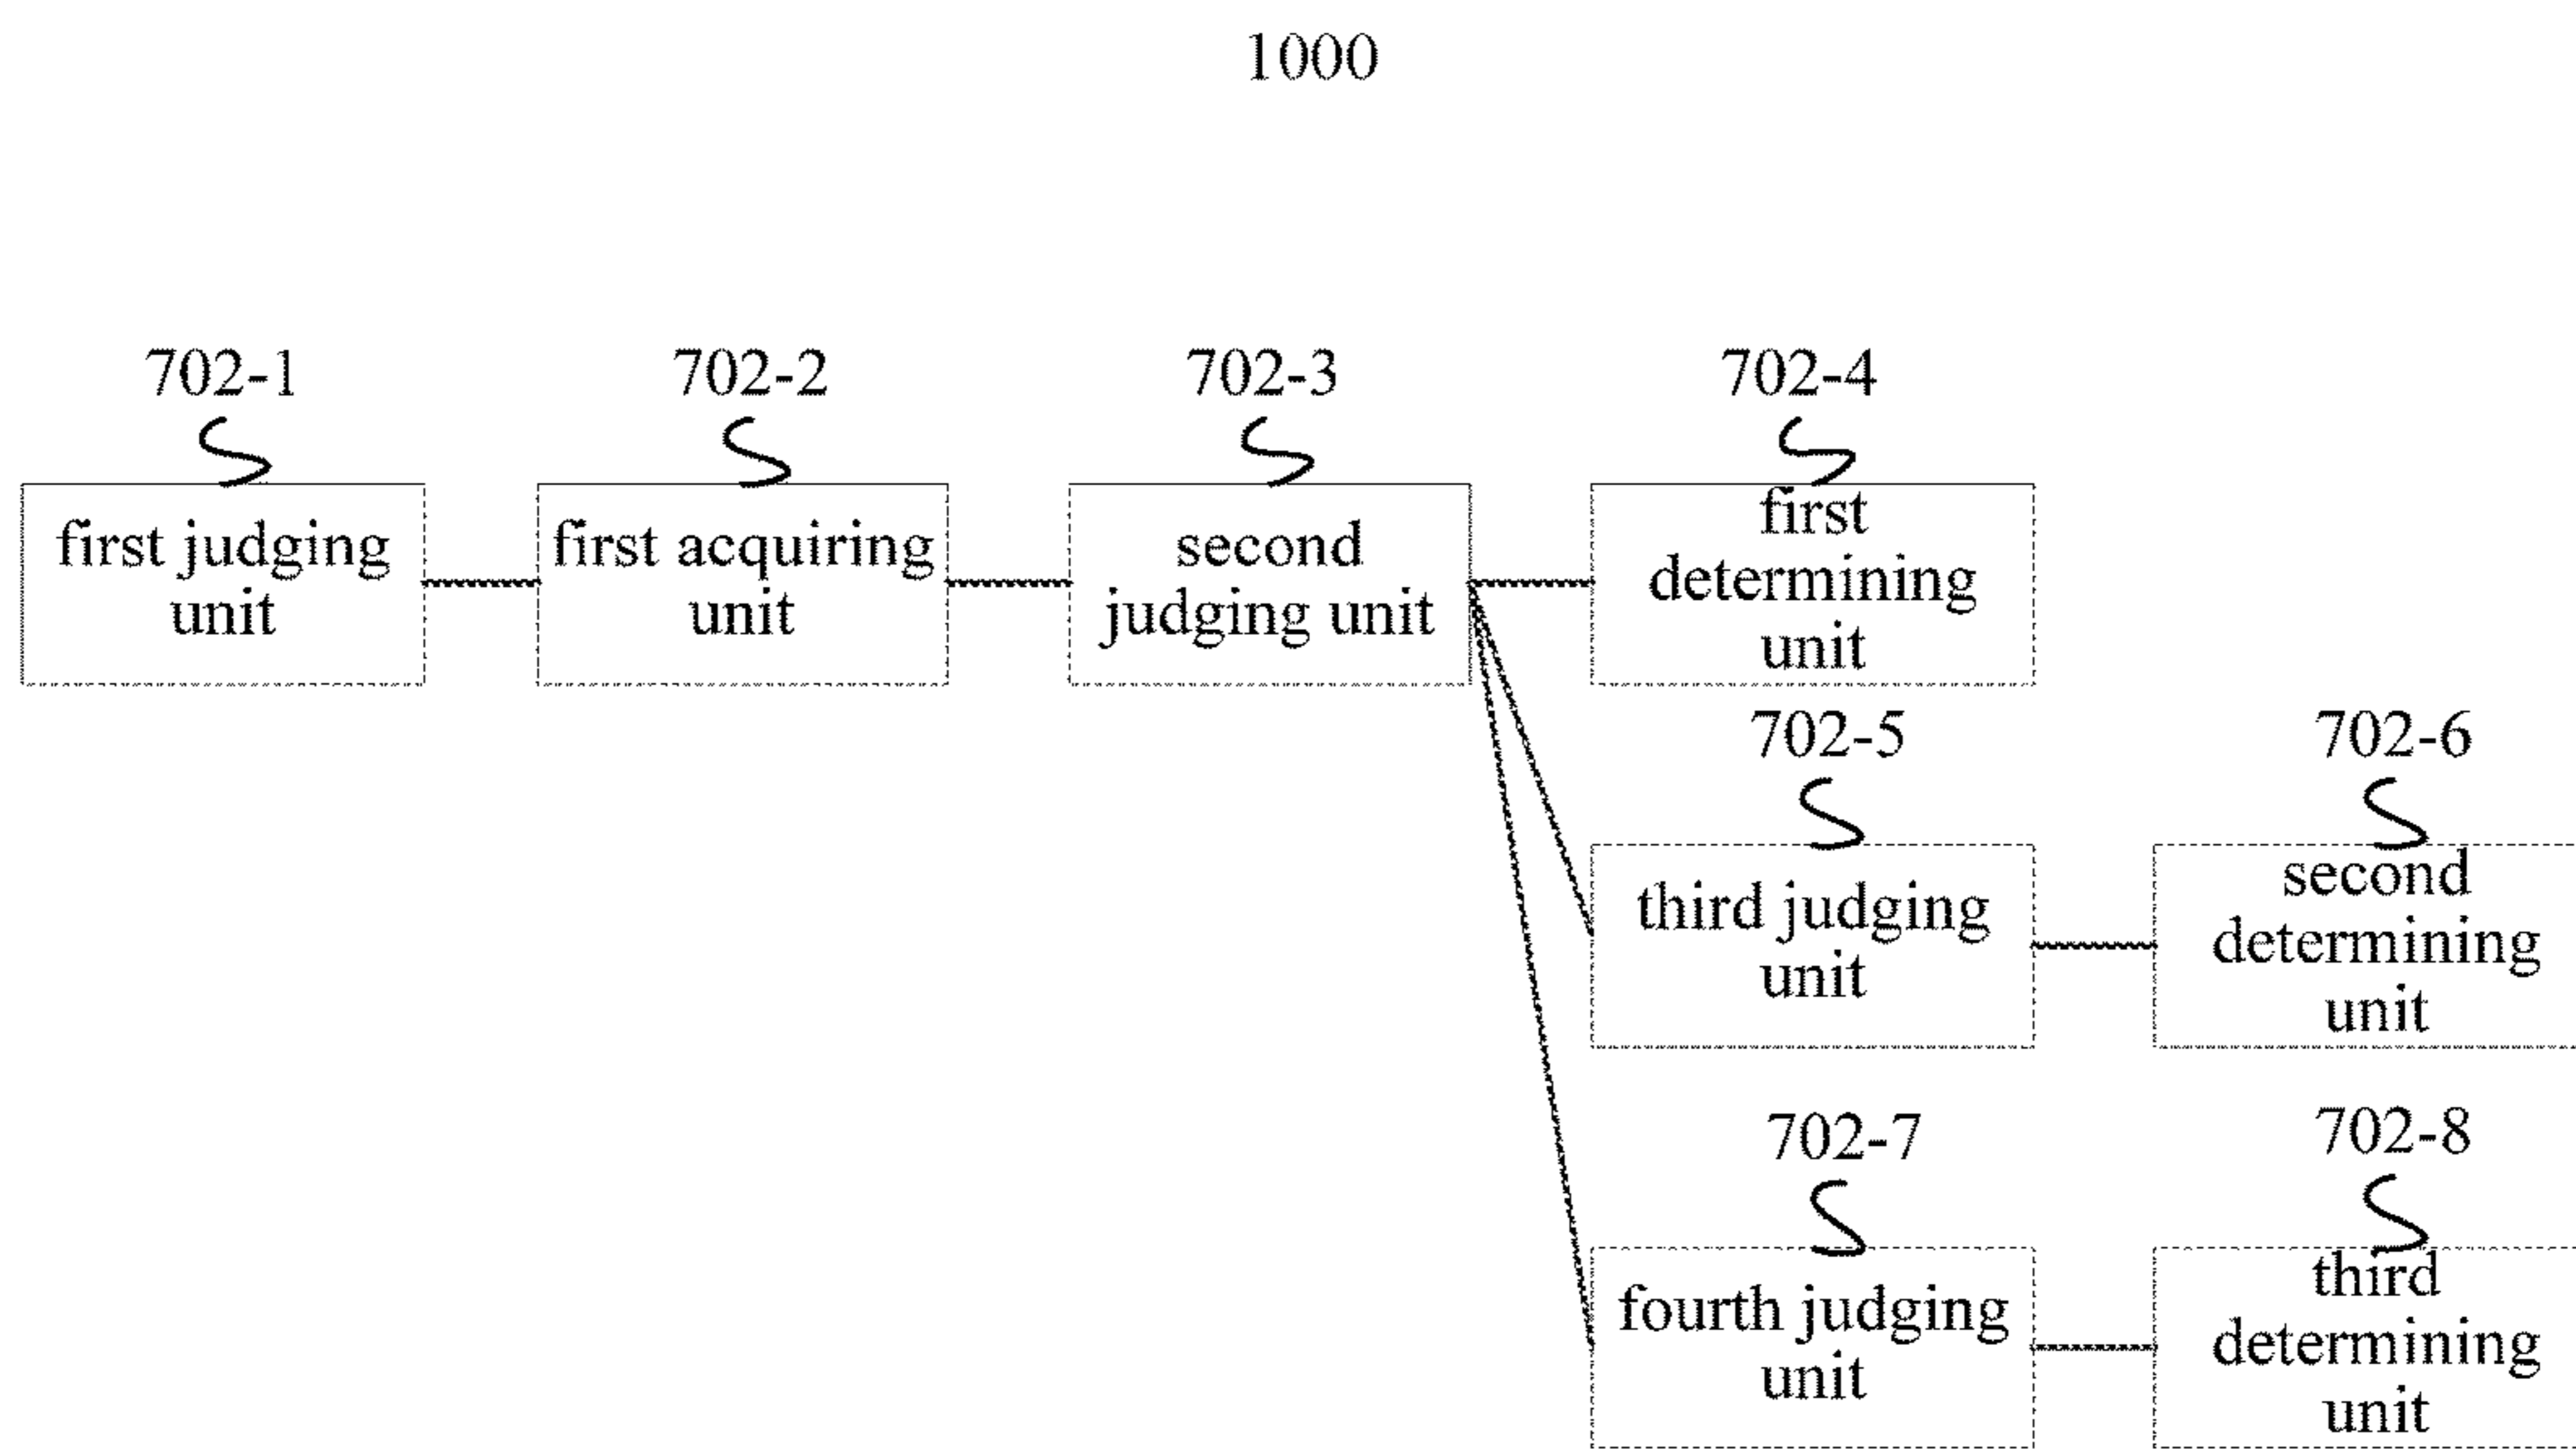 1000
702-1
702-2
702-3
702-4
first judging
unit
first acquiring
unit
second
judging unit
first
determining
unit
702-5
702-6
third judging
unit
second
determining
unit
702-7
702-8
fourth judging
unit
third
determining
unit